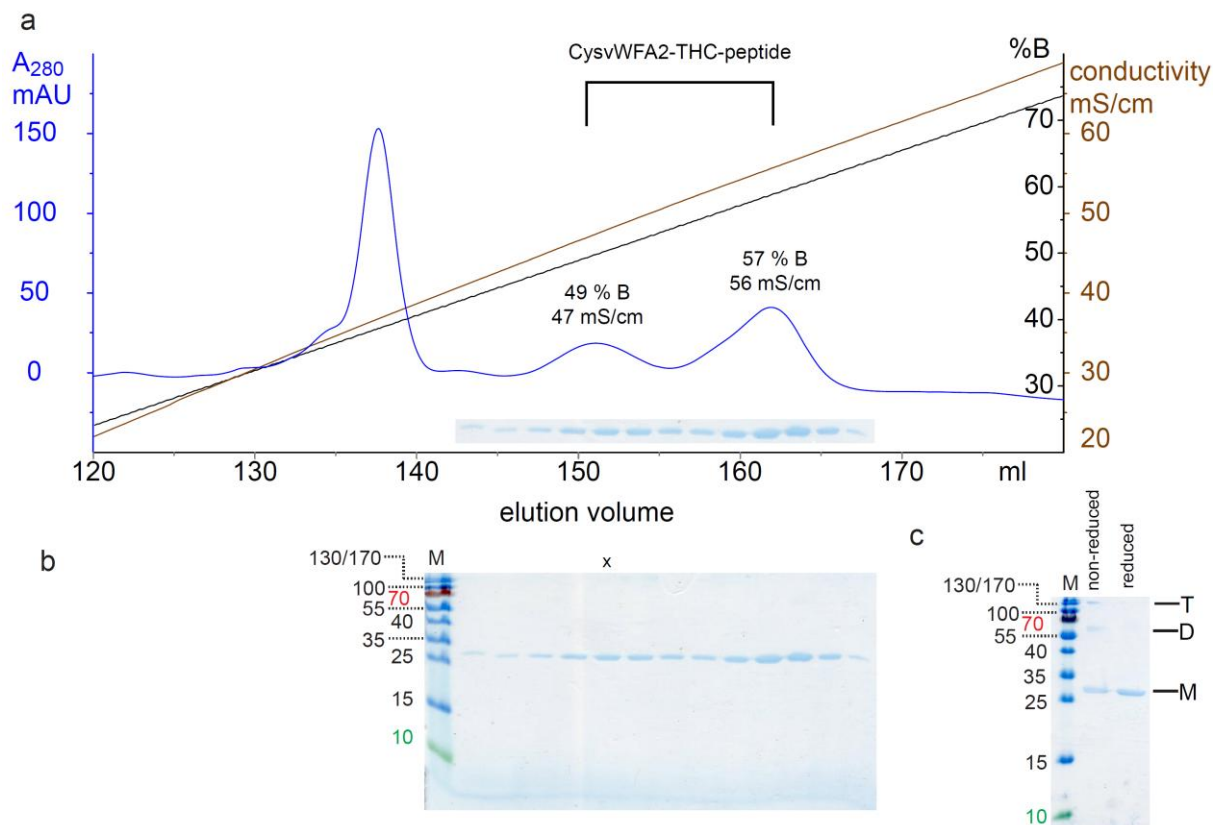 a
CysvWFA2-THC-peptide
A280
mAU
%B
conductivity
mS/cm
150
100
50
0
70
60
50
40
30
60
50
40
30
20
49 % B
47 mS/cm
57 % B
56 mS/cm
120
130
140
150
160
170
ml
elution volume
b
130/170
M
x
100
70
55
40
35
25
15
10
c
non-reduced
reduced
M
130/170
100
70
55
40
35
25
15
10
T
D
M